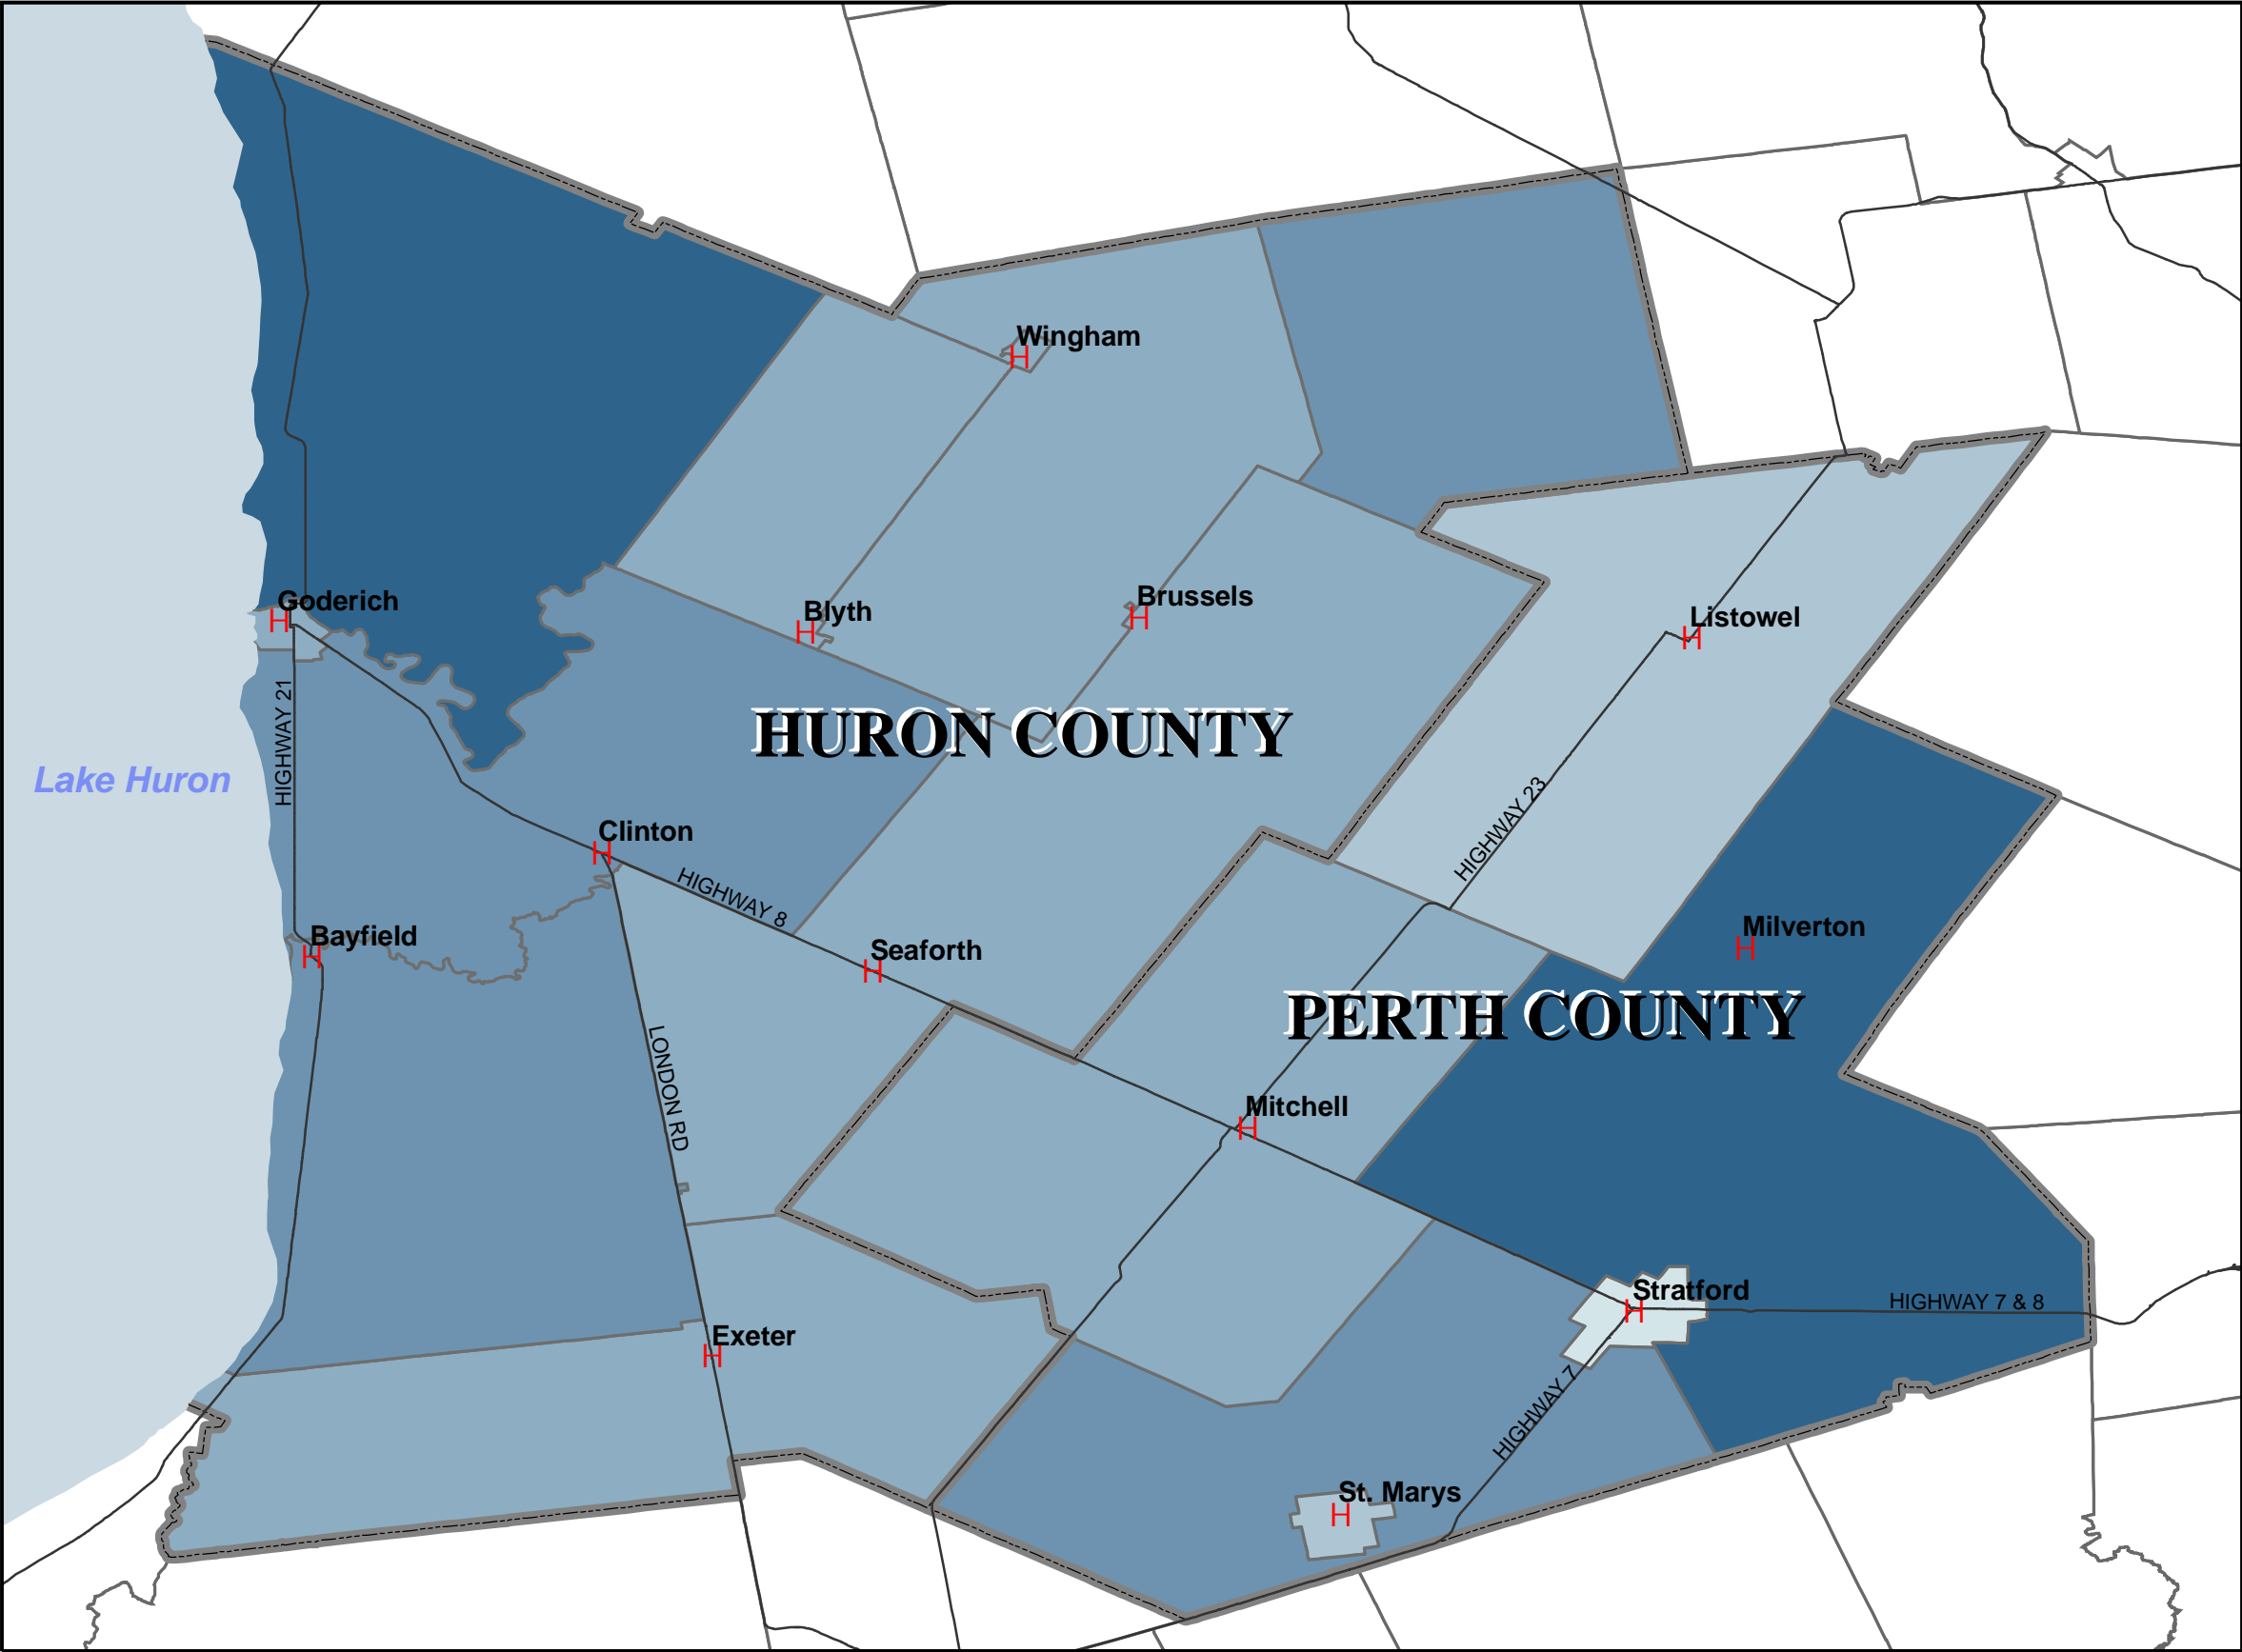 Wingham
Goderich
Blyth
Brussels
Listowel
HIGHWAY 21
HURON COUNTY
Lake Huron
HIGHWAY 23
Clinton
HIGHWAY 8
Bayfield
Seaforth
Milverton
PERTH COUNTY
LONDON RD
Mitchell
Stratford
HIGHWAY 7 & 8
Exeter
HIGHWAY 7
St. Marys